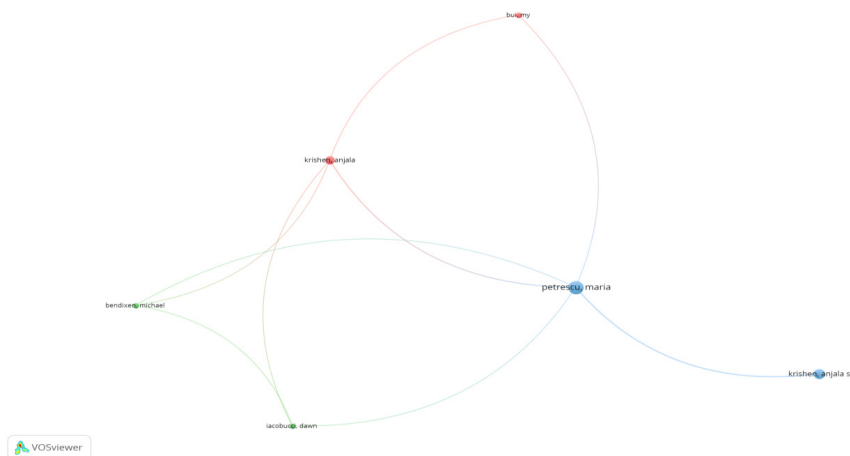 bui, my
krishen, anjala
petrescu, maria
bendixen, michael
krishen, anjala s
iacobucci, dawn
VOSviewer